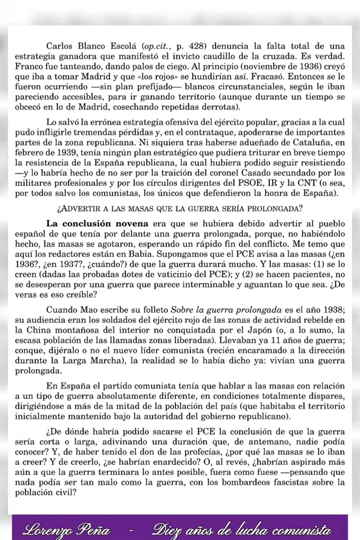 Carlos Blanco Escolá (op.cit., p. 428) denuncia la falta total de una
estrategia ganadora que manifestó el invicto caudillo de la cruzada. Es verdad.
Franco fue tanteando, dando palos de ciego. Al principio (noviembre de 1936) creyó
que iba a tomar Madrid y que «los rojos» se hundirían así. Fracasó. Entonces se le
fueron ocurriendo —sin plan prefijado— blancos circunstanciales, según le iban
pareciendo accesibles, para ir ganando territorio (aunque durante un tiempo se
obcecó en lo de Madrid, cosechando repetidas derrotas).
Lo salvó la errónea estrategia ofensiva del ejército popular, gracias a la cual
pudo infligirle tremendas pérdidas y, en el contraataque, apoderarse de importantes
partes de la zona republicana. Ni siquiera tras haberse adueñado de Cataluña, en
febrero de 1939, tenía ningún plan estratégico que pudiera triturar en breve tiempo
la resistencia de la España republicana, la cual hubiera podido seguir resistiendo
—y lo habría hecho de no ser por la traición del coronel Casado secundado por los
militares profesionales y por los círculos dirigentes del PSOE, IR y la CNT (o sea,
por todos salvo los comunistas, los únicos que defendieron la honra de España).
¿ADVERTIR A LAS MASAS QUE LA GUERRA SERÍA PROLONGADA?
La conclusión novena era que se hubiera debido advertir al pueblo
español de que tenía por delante una guerra prolongada, porque, no habiéndolo
hecho, las masas se agotaron, esperando un rápido fin del conflicto. Me temo que
aquí los redactores están en Babia. Supongamos que el PCE avisa a las masas (¿en
1936?, ¿en 1937?, ¿cuándo?) de que la guerra durará mucho. Y las masas: (1) se lo
creen (dadas las probadas dotes de vaticinio del PCE); y (2) se hacen pacientes, no
se desesperan por una guerra que parece interminable y aguantan lo que sea. ¿De
veras es eso creíble?
Cuando Mao escribe su folleto Sobre la guerra prolongada es el año 1938;
su audiencia eran los soldados del ejército rojo de las zonas de actividad rebelde en
la China montañosa del interior no conquistada por el Japón (o, a lo sumo, la
escasa población de las llamadas zonas liberadas). Llevaban ya 11 años de guerra;
conque, dijéralo o no el nuevo líder comunista (recién encaramado a la dirección
durante la Larga Marcha), la realidad se lo había dicho ya: vivían una guerra
prolongada.
En España el partido comunista tenía que hablar a las masas con relación
a un tipo de guerra absolutamente diferente, en condiciones totalmente dispares,
dirigiéndose a más de la mitad de la población del país (que habitaba el territorio
inicialmente mantenido bajo la autoridad del gobierno republicano).
¿De dónde habría podido sacarse el PCE la conclusión de que la guerra
sería corta o larga, adivinando una duración que, de antemano, nadie podía
conocer? Y, de haber tenido el don de las profecías, ¿por qué las masas se lo iban
a creer? Y de creerlo, ¿se habrían enardecido? O, al revés, ¿habrían aspirado más
aún a que la guerra terminara lo antes posible, fuera como fuese —pensando que
nada podía ser tan malo como la guerra, con los bombardeos fascistas sobre la
población civil?
Lorenzo Peña - Diez años de lucha comunista